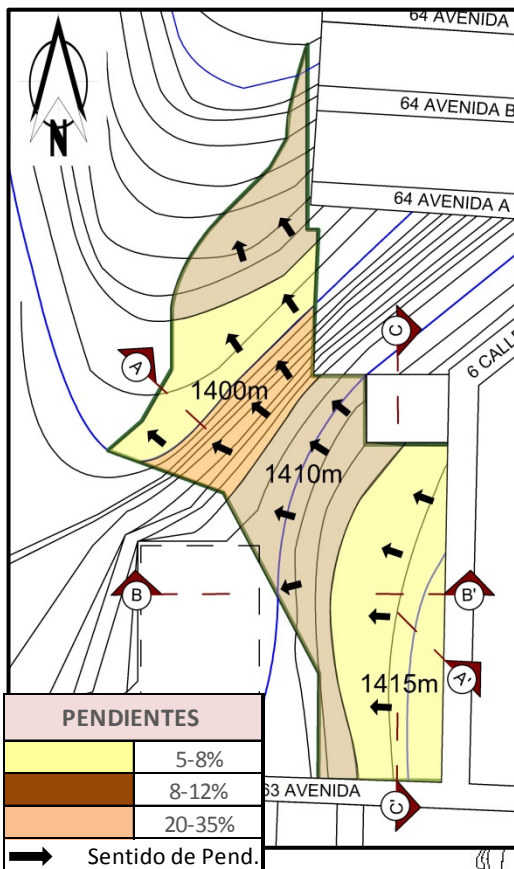 64 AVENIDA
N
64 AVENIDA B
64 AVENIDA A
C
6 CALLE
A
1400m
1410m
B
B'
A'
1415m
PENDIENTES
5-8%
8-12%
20-35%
Sentido de Pend.
63 AVENIDA
C'